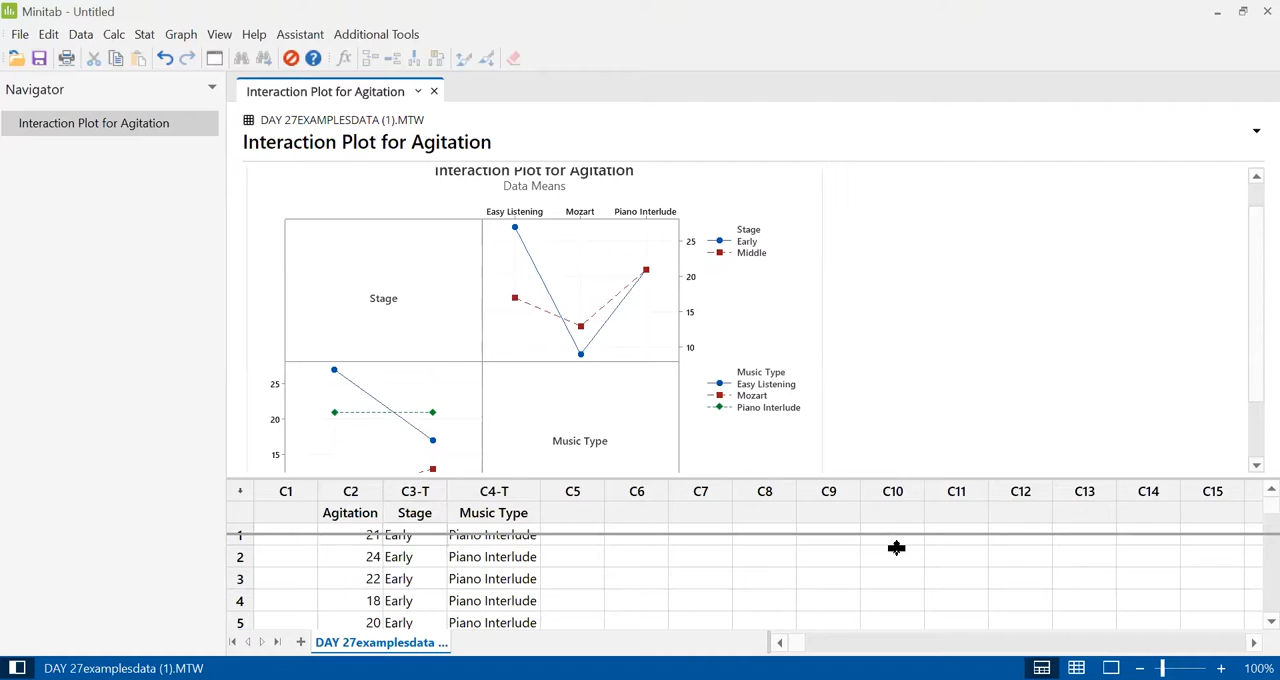 Minitab - Untitled
File Edit Data Calc Stat Graph View Help Assistant Additional Tools
Navigator
Interaction Plot for Agitation
Interaction Plot for Agitation
DAY 27EXAMPLESDATA (1).MTW
Interaction Plot for Agitation
Interaction Plot for Agitation
Data Means
Easy Listening Mozart Piano Interlude
Stage
Early
Middle
25
20
15
10
Stage
Music Type
Easy Listening
Mozart
Piano Interlude
25
20
15
Music Type
C1 C2 C3-T C4-T C5 C6 C7 C8 C9 C10 C11 C12 C13 C14 C15
Agitation Stage Music Type
1 21 Early Piano Interlude
2 24 Early Piano Interlude
3 22 Early Piano Interlude
4 18 Early Piano Interlude
5 20 Early Piano Interlude
DAY 27examplesdata ...
DAY 27examplesdata (1).MTW
100%